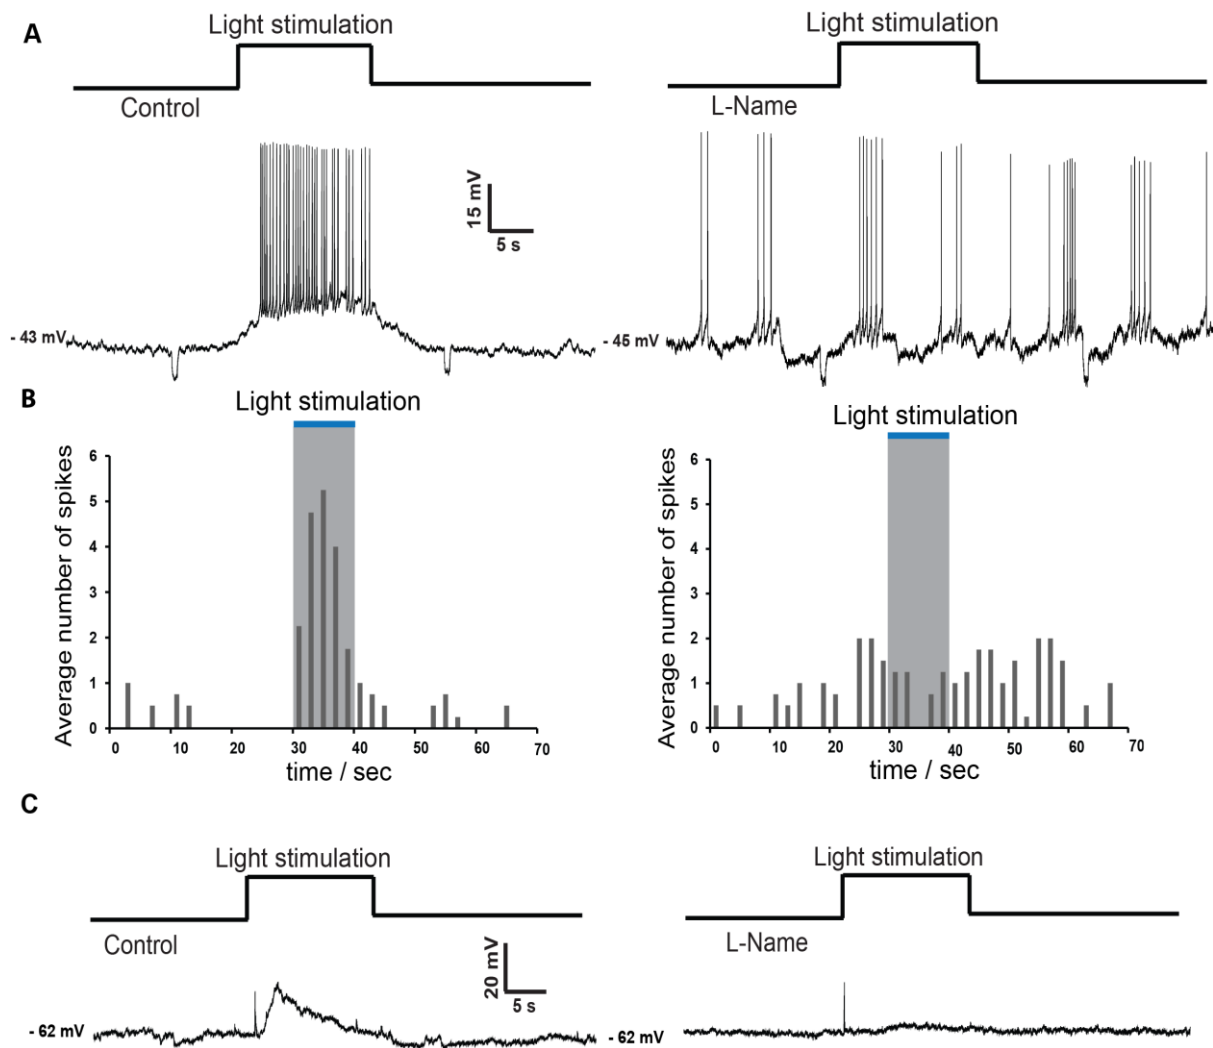 A
Light stimulation
Control
15 mV
5 s
- 43 mV
Light stimulation
L-Name
- 45 mV
B
Light stimulation
Average number of spikes
6
5
4
3
2
1
0
0 10 20 30 40 50 60 70
time / sec
Light stimulation
Average number of spikes
6
5
4
3
2
1
0
0 10 20 30 40 50 60 70
time / sec
C
Light stimulation
Control
20 mV
5 s
- 62 mV
Light stimulation
L-Name
- 62 mV